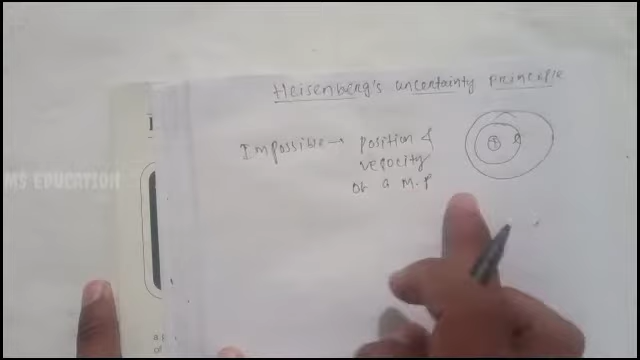 Heisenberg's uncertainty Principle
Impossible → Position &
velocity
of a M.P
MS EDUCATION